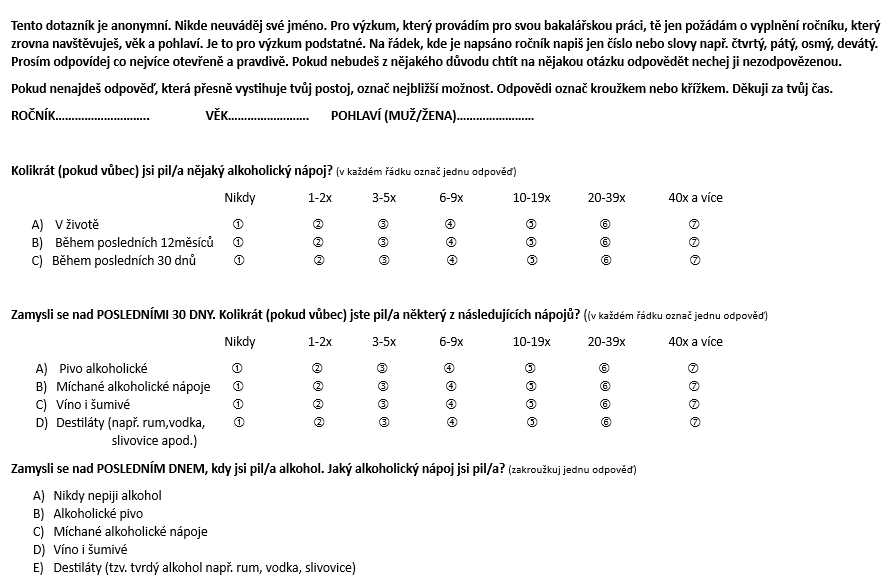 Tento dotazník je anonymní. Nikde neuváděj své jméno. Pro výzkum, který provádím pro svou bakalářskou práci, tě jen požádám o vyplnění ročníku, který
zrovna navštěvuješ, věk a pohlaví. Je to pro výzkum podstatné. Na řádek, kde je napsáno ročník napiš jen číslo nebo slovy např. čtvrtý, pátý, osmý, devátý.
Prosím odpovídej co nejvíce otevřeně a pravdivě. Pokud nebudeš z nějakého důvodu chtít na nějakou otázku odpovědět nechej ji nezodpovězenou.
Pokud nenajdeš odpověď, která přesně vystihuje tvůj postoj, označ nejbližší možnost. Odpovědi označ kroužkem nebo křížkem. Děkuji za tvůj čas.
ROČNÍK……………………….. VĚK……………………. POHLAVÍ (MUŽ/ŽENA)……………………
Kolikrát (pokud vůbec) jsi pil/a nějaký alkoholický nápoj? (v každém řádku označ jednu odpověď)
Nikdy 1-2x 3-5x 6-9x 10-19x 20-39x 40x a více
A) V životě ① ② ③ ④ ⑤ ⑥ ⑦
B) Během posledních 12měsíců ① ② ③ ④ ⑤ ⑥ ⑦
C) Během posledních 30 dnů ① ② ③ ④ ⑤ ⑥ ⑦
Zamysli se nad POSLEDNÍMI 30 DNY. Kolikrát (pokud vůbec) jste pil/a některý z následujících nápojů? ((v každém řádku označ jednu odpověď)
Nikdy 1-2x 3-5x 6-9x 10-19x 20-39x 40x a více
A) Pivo alkoholické ① ② ③ ④ ⑤ ⑥ ⑦
B) Míchané alkoholické nápoje ① ② ③ ④ ⑤ ⑥ ⑦
C) Víno i šumivé ① ② ③ ④ ⑤ ⑥ ⑦
D) Destiláty (např. rum,vodka, ① ② ③ ④ ⑤ ⑥ ⑦
slivovice apod.)
Zamysli se nad POSLEDNÍM DNEM, kdy jsi pil/a alkohol. Jaký alkoholický nápoj jsi pil/a? (zakroužkuj jednu odpověď)
A) Nikdy nepiji alkohol
B) Alkoholické pivo
C) Míchané alkoholické nápoje
D) Víno i šumivé
E) Destiláty (tzv. tvrdý alkohol např. rum, vodka, slivovice)